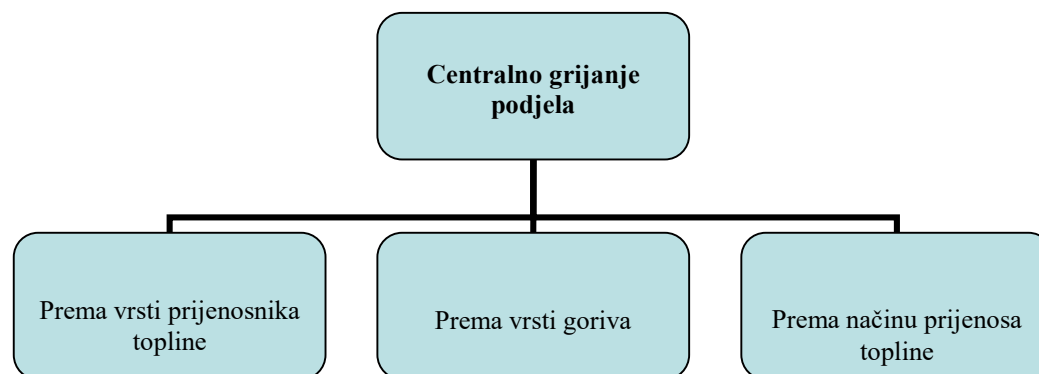 Centralno grijanje
podjela
Prema vrsti prijenosnika
topline
Prema vrsti goriva
Prema načinu prijenosa
topline